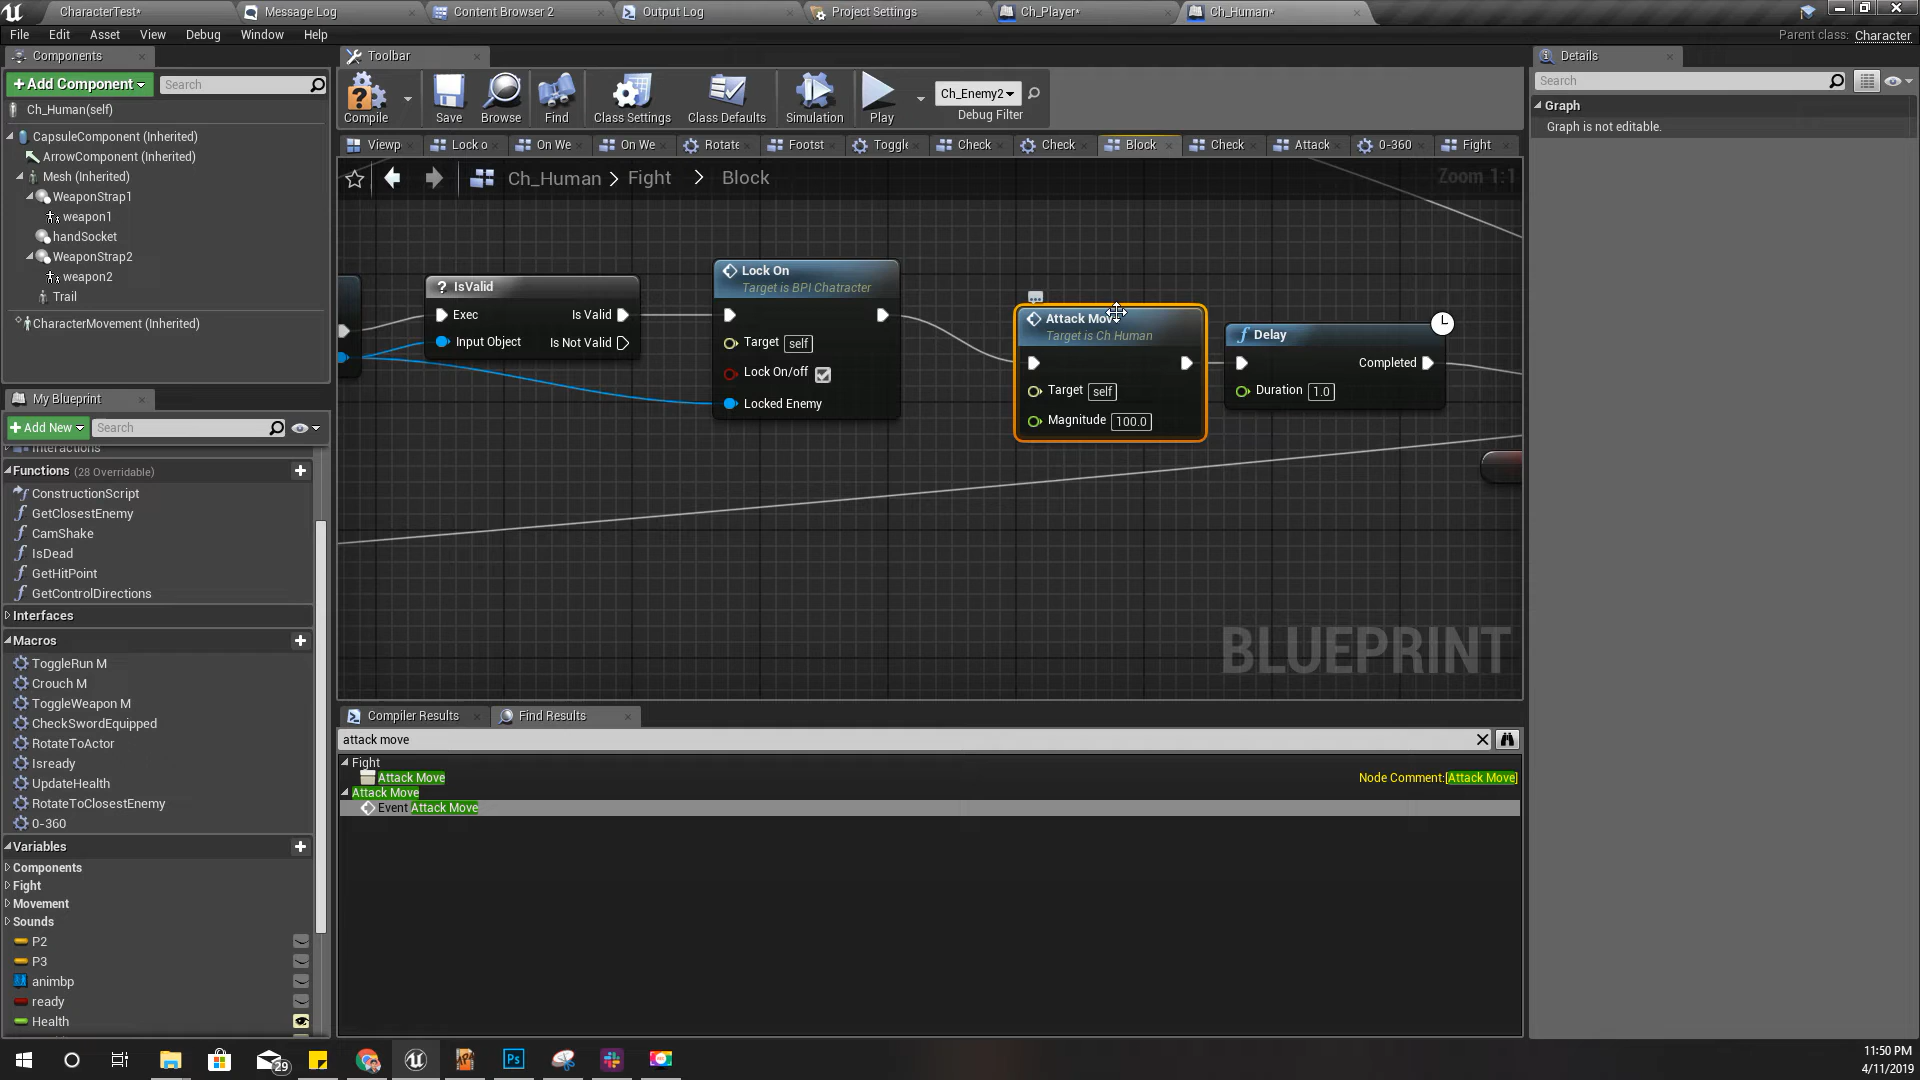 CharacterTest*
Message Log
Content Browser 2
Output Log
Project Settings
Ch_Player*
Ch_Human*
File Edit Asset View Debug Window Help
Parent class: Character
Components
Toolbar
Details
+Add Component
Search
Ch_Human(self)
CapsuleComponent (Inherited)
ArrowComponent (Inherited)
Mesh (Inherited)
WeaponStrap1
weapon1
handSocket
WeaponStrap2
weapon2
Trail
CharacterMovement (Inherited)
My Blueprint
+Add New
Search
Interactions
Functions (28 Overridable)
ConstructionScript
GetClosestEnemy
CamShake
IsDead
GetHitPoint
GetControlDirections
Interfaces
Macros
ToggleRun M
Crouch M
ToggleWeapon M
CheckSwordEquipped
RotateToActor
Isready
UpdateHealth
RotateToClosestEnemy
0-360
Variables
Components
Fight
Movement
Sounds
P2
P3
animbp
ready
Health
Compile
Save
Browse
Find
Class Settings
Class Defaults
Simulation
Play
Ch_Enemy2
Debug Filter
Viewp
Lock o
On We
On We
Rotate
Footst
Toggle
Check
Check
Block
Check
Attack
0-360
Fight
Ch_Human > Fight > Block
Zoom 1:1
IsValid
Exec
Is Valid
Input Object
Is Not Valid
Lock On
Target is BPI Chatracter
Target self
Lock On/off
Locked Enemy
Attack Move
Target is Ch Human
Target self
Magnitude 100.0
Delay
Completed
Duration 1.0
BLUEPRINT
Compiler Results
Find Results
attack move
Fight
Attack Move
Node Comment:[Attack Move]
Attack Move
Event Attack Move
Search
Graph
Graph is not editable.
29
Ps
11:50 PM
4/11/2019